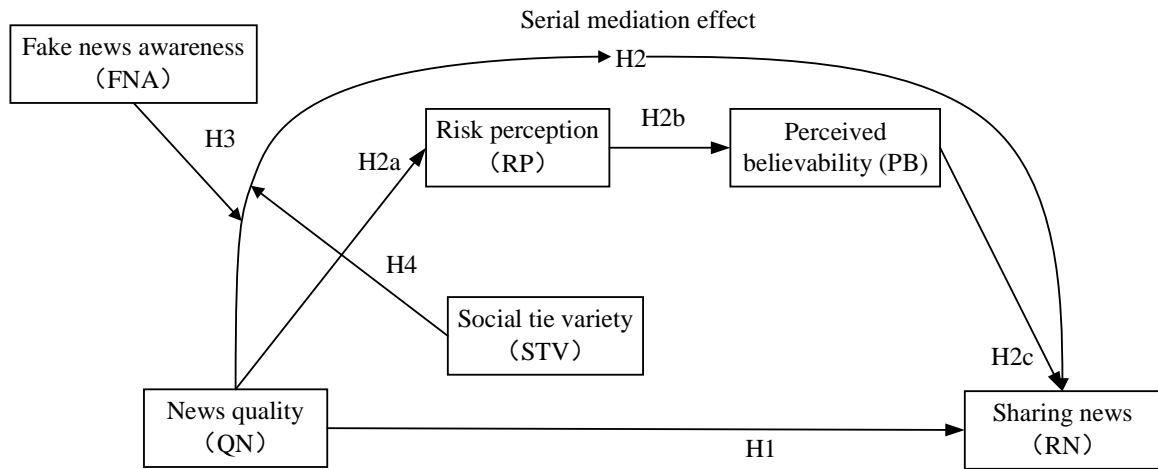 Serial mediation effect
Fake news awareness
（FNA）
H2
H3
Risk perception
（RP）
H2b
Perceived
believability (PB)
H2a
H4
Social tie variety
（STV）
H2c
News quality
（QN）
H1
Sharing news
（RN）